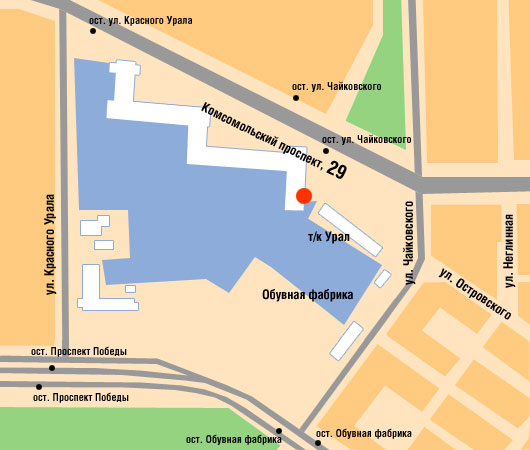 ост. ул. Красного Урала
ост. ул. Чайковского
Комсомольский проспект, 29
ост. ул. Чайковского
ул. Красного Урала
т/к Урал
ул. Чайковского
ул. Неглинная
ул. Островского
Обувная фабрика
ост. Проспект Победы
ост. Проспект Победы
ост. Обувная фабрика
ост. Обувная фабрика